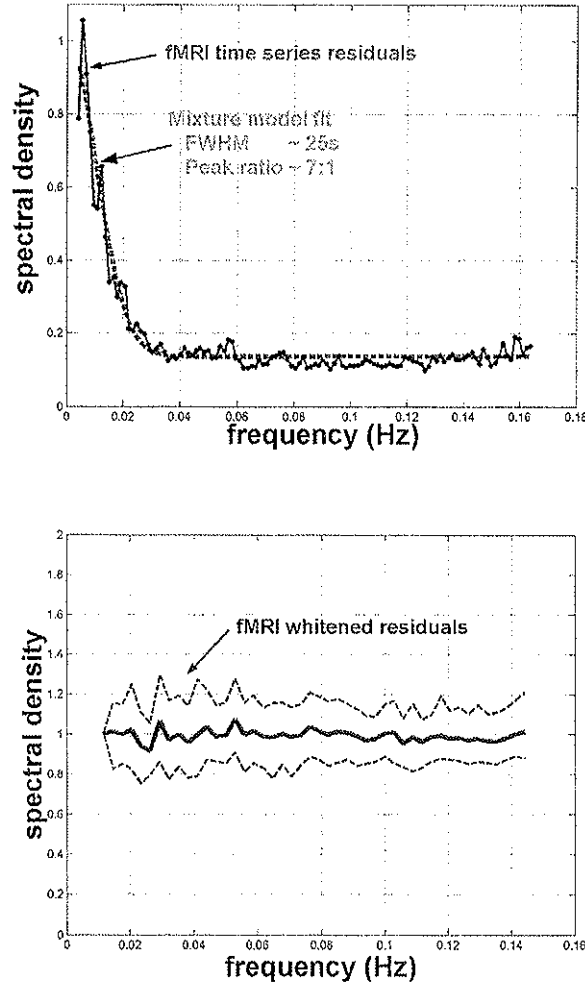 1
fMRI time series residuals
0.8
Mixture model fit
FWHM ~ 25s
Peak ratio ~ 7:1
0.6
spectral density
0.4
0.2
0
0 0.02 0.04 0.06 0.08 0.1 0.12 0.14 0.16 0.18
frequency (Hz)
2
1.8
1.6
fMRI whitened residuals
1.4
1.2
spectral density
1
0.8
0.6
0.4
0.2
0
0 0.02 0.04 0.06 0.08 0.1 0.12 0.14 0.16
frequency (Hz)